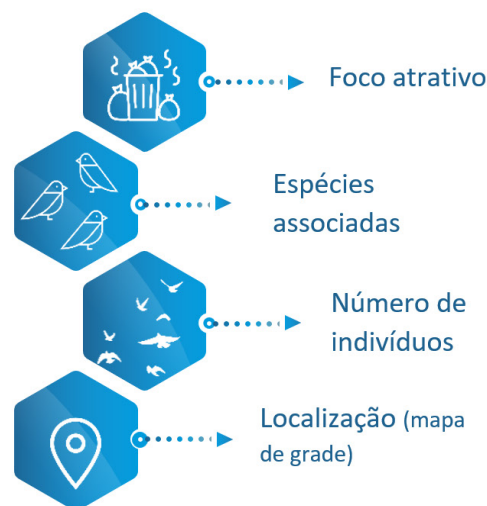 Foco atrativo
Espécies
associadas
Número de
indivíduos
Localização (mapa
de grade)